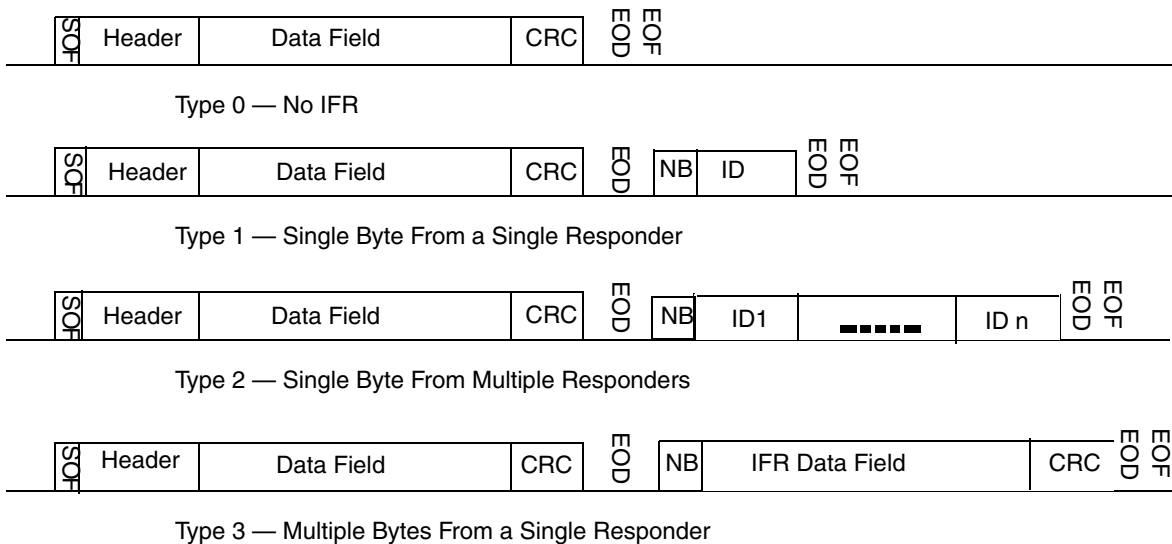 SOF Header Data Field CRC EOD EOF
Type 0 — No IFR
SOF Header Data Field CRC EOD NB ID EOD EOF
Type 1 — Single Byte From a Single Responder
SOF Header Data Field CRC EOD NB ID1 ID n EOD EOF
Type 2 — Single Byte From Multiple Responders
SOF Header Data Field CRC EOD NB IFR Data Field CRC EOD EOF
Type 3 — Multiple Bytes From a Single Responder